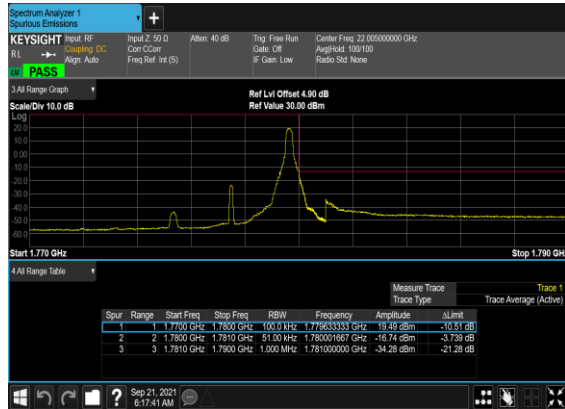 Spectrum Analyzer 1
Spurious Emissions
KEYSIGHT Input: RF Input Z: 50 Ω Atten: 40 dB Trig: Free Run Center Freq: 22.005000000 GHz
RL Coupling: DC Corr CCorr Gate: Off Avg|Hold: 100/100
Align: Auto Freq Ref: Int (S) IF Gain: Low Radio Std: None
PASS
3 All Range Graph
Ref Lvl Offset 4.90 dB
Scale/Div 10.0 dB Ref Value 30.00 dBm
Log
20.0
10.0
0.00
-10.0
-20.0
-30.0
-40.0
-50.0
-60.0
Start 1.770 GHz Stop 1.790 GHz
4 All Range Table
Measure Trace Trace 1
Trace Type Trace Average (Active)
Spur Range Start Freq Stop Freq RBW Frequency Amplitude ΔLimit
1 1 1.7700 GHz 1.7800 GHz 100.0 kHz 1.779633333 GHz 19.49 dBm -10.51 dB
2 2 1.7800 GHz 1.7810 GHz 51.00 kHz 1.780001667 GHz -16.74 dBm -3.739 dB
3 3 1.7810 GHz 1.7900 GHz 1.000 MHz 1.781000000 GHz -34.28 dBm -21.28 dB
? Sep 21, 2021
6:17:41 AM